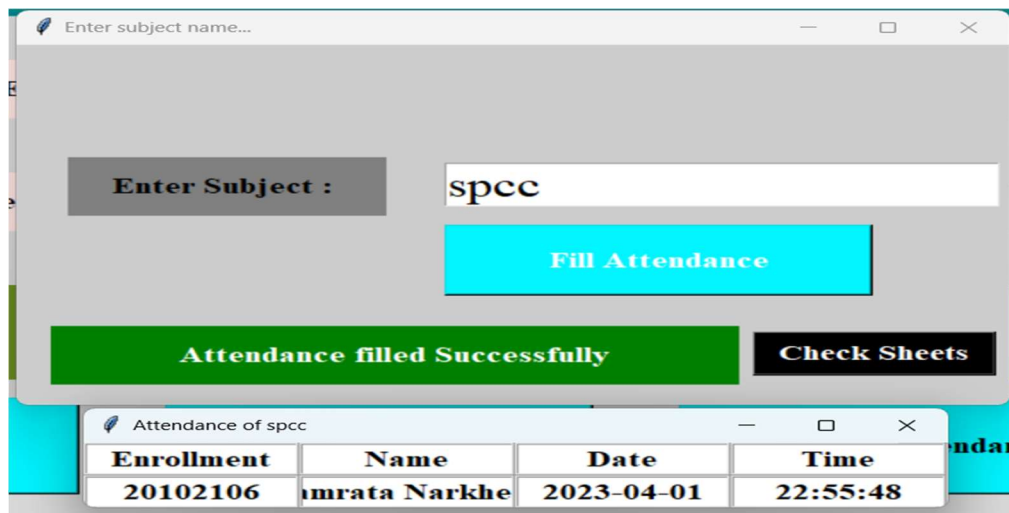 Enter subject name...
Enter Subject :
spcc
Fill Attendance
Attendance filled Successfully
Check Sheets
Attendance of spcc
Enrollment Name Date Time
20102106 Narkhe 2023-04-01 22:55:48